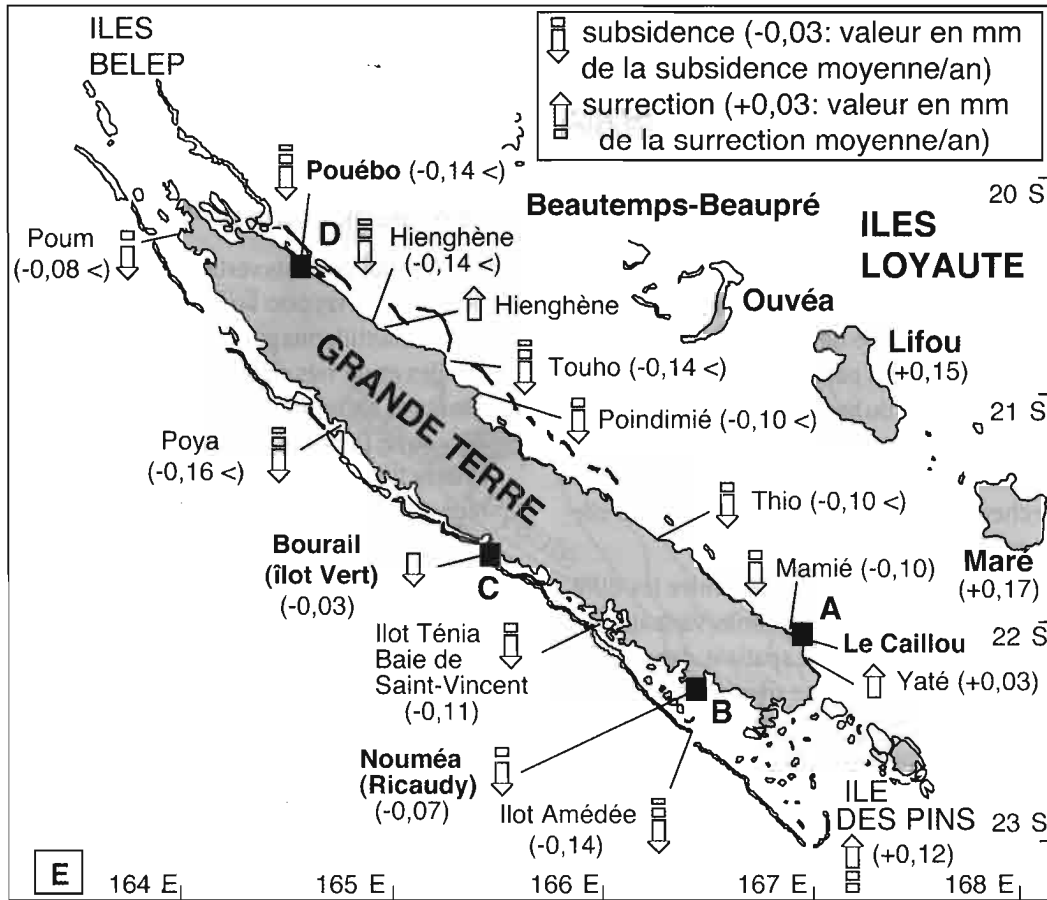 ILES
BELEP
subsidence (-0,03: valeur en mm
de la subsidence moyenne/an)
surrection (+0,03: valeur en mm
de la surrection moyenne/an)
Pouébo (-0,14 <)
20 S
Beautemps-Beaupré
ILES
LOYAUTE
Poum
(-0,08 <)
D
Hienghène
(-0,14 <)
Hienghène
Ouvéa
Lifou
(+0,15)
GRANDE TERRE
Touho (-0,14 <)
21 S
Poindimié (-0,10 <)
Poya
(-0,16 <)
Thio (-0,10 <)
Bourail
(îlot Vert)
(-0,03)
C
Mamié (-0,10)
Maré
(+0,17)
A
22 S
Le Caillou
Ilot Ténia
Baie de
Saint-Vincent
(-0,11)
Yaté (+0,03)
B
Nouméa
(Ricaudy)
(-0,07)
Ilot Amédée
(-0,14)
ILE
DES PINS
(+0,12)
23 S
E
164 E
165 E
166 E
167 E
168 E